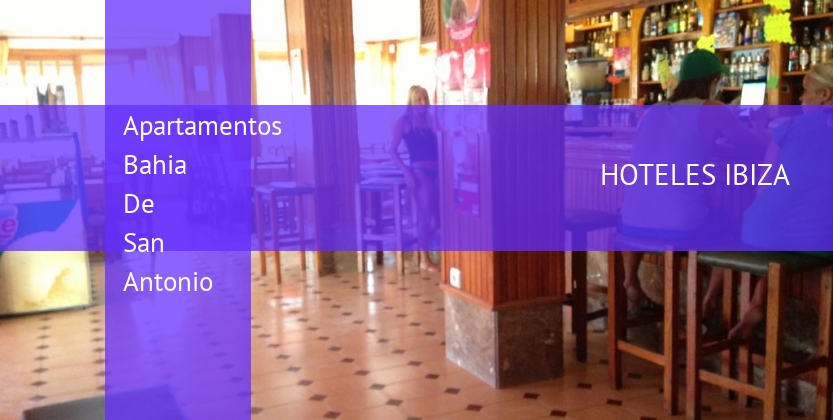 Apartamentos
Bahia
De
San
Antonio
HOTELES IBIZA